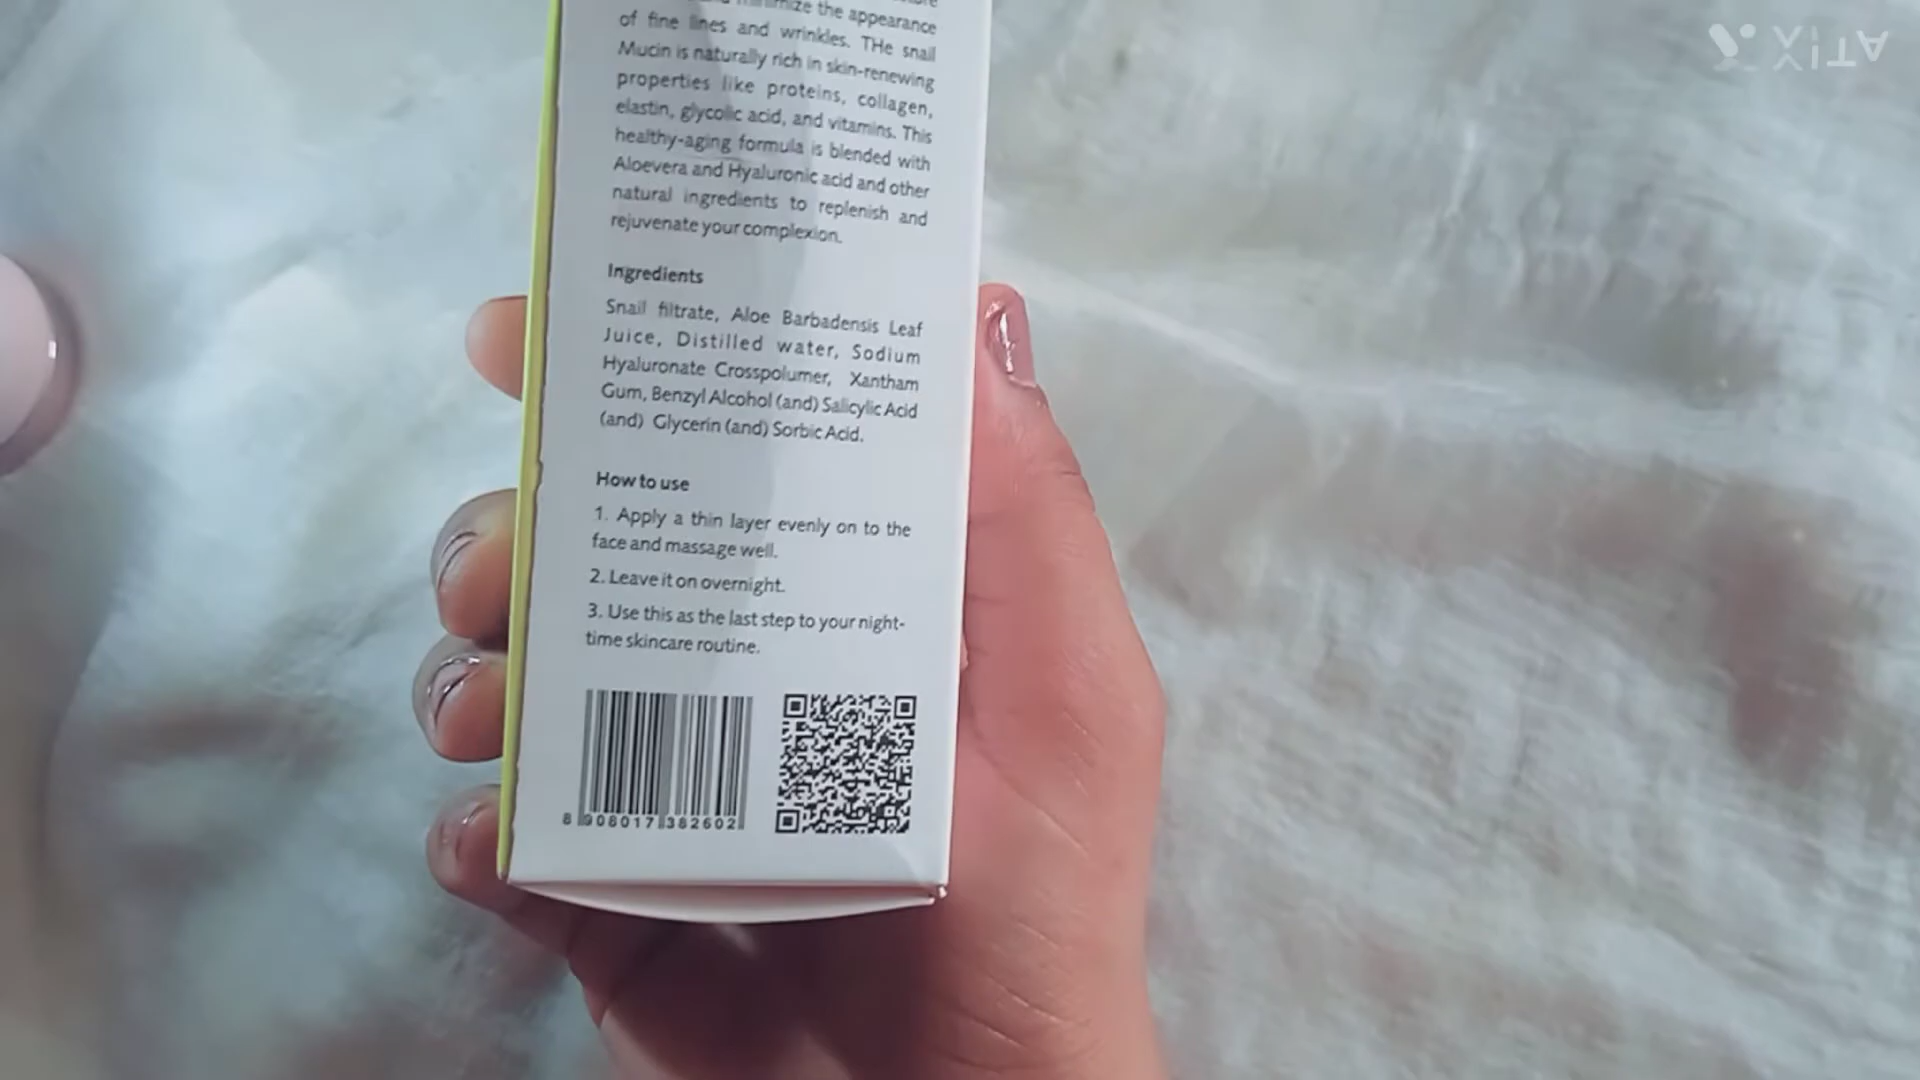 minimize the appearance
of fine lines and wrinkles. THe snail
Mucin is naturally rich in skin-renewing
properties like proteins, collagen,
elastin, glycolic acid, and vitamins. This
healthy-aging formula is blended with
Aloevera and Hyaluronic acid and other
natural ingredients to replenish and
rejuvenate your complexion.
Ingredients
Snail filtrate, Aloe Barbadensis Leaf
Juice, Distilled water, Sodium
Hyaluronate Crosspolumer, Xantham
Gum, Benzyl Alcohol (and) Salicylic Acid
(and) Glycerin (and) Sorbic Acid.
How to use
1. Apply a thin layer evenly on to the
face and massage well.
2. Leave it on overnight.
3. Use this as the last step to your night-
time skincare routine.
8 908017 382602